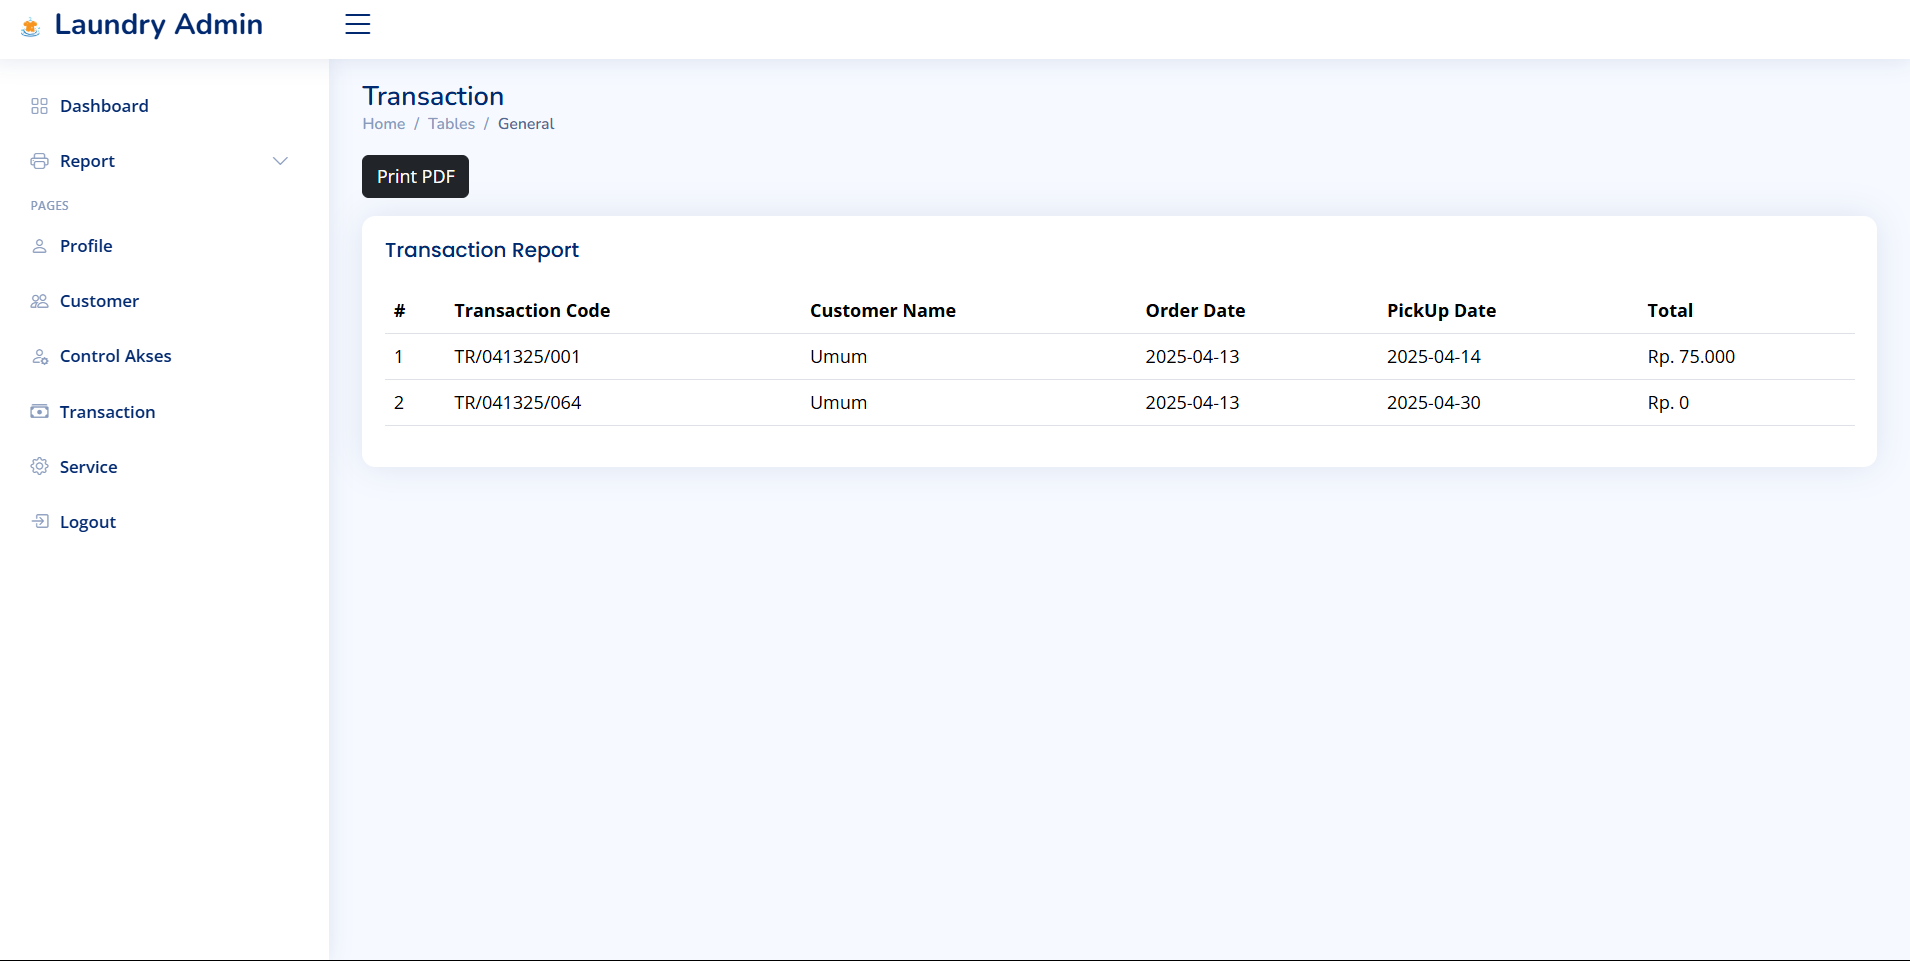 Laundry Admin
Dashboard
Report
PAGES
Profile
Customer
Control Akses
Transaction
Service
Logout
Transaction
Home / Tables / General
Print PDF
Transaction Report
# Transaction Code Customer Name Order Date PickUp Date Total
1 TR/041325/001 Umum 2025-04-13 2025-04-14 Rp. 75.000
2 TR/041325/064 Umum 2025-04-13 2025-04-30 Rp. 0